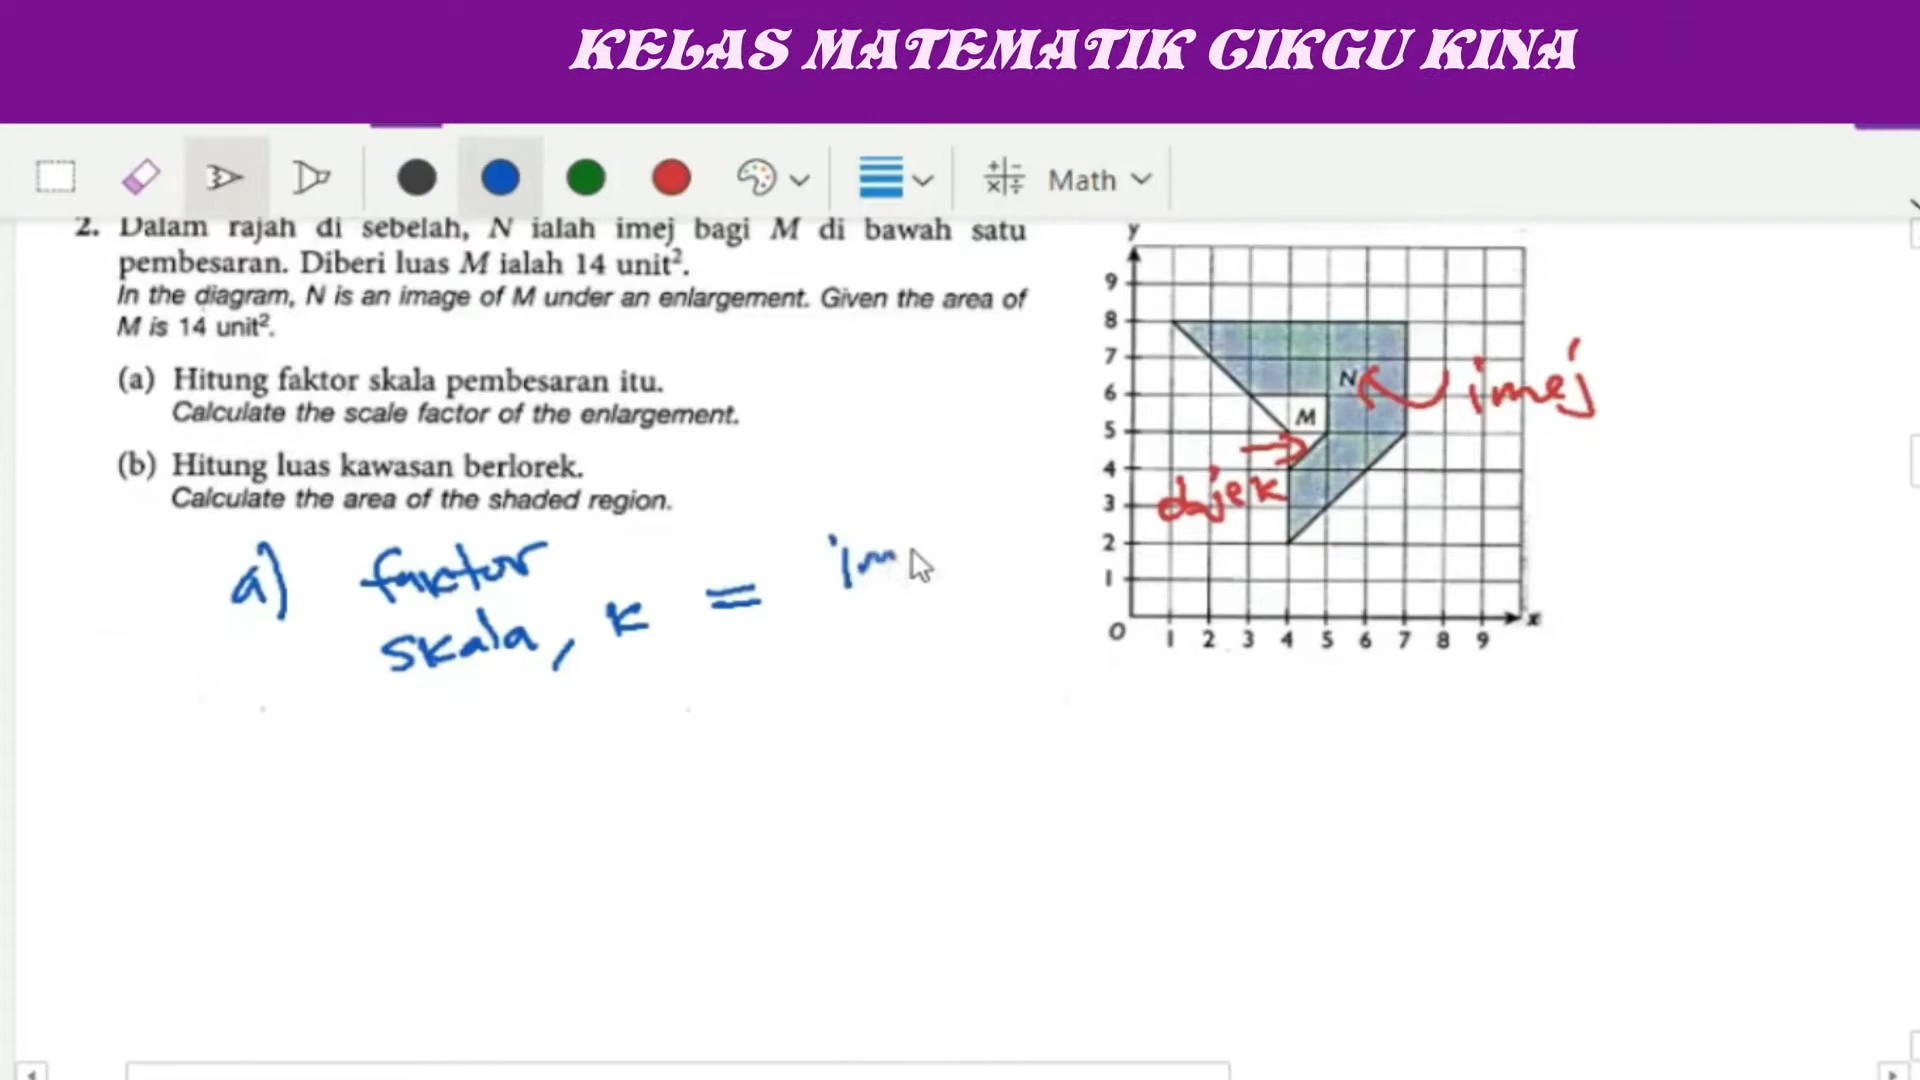 KELAS MATEMATIK CIKGU KINA
Math
2. Dalam rajah di sebelah, N ialah imej bagi M di bawah satu
pembesaran. Diberi luas M ialah 14 unit².
In the diagram, N is an image of M under an enlargement. Given the area of
M is 14 unit².
(a) Hitung faktor skala pembesaran itu.
Calculate the scale factor of the enlargement.
(b) Hitung luas kawasan berlorek.
Calculate the area of the shaded region.
a) faktor
skala, k = im
y
9
8
7
6
5
4
3
2
1
O 1 2 3 4 5 6 7 8 9 x
N
M
imej
objek